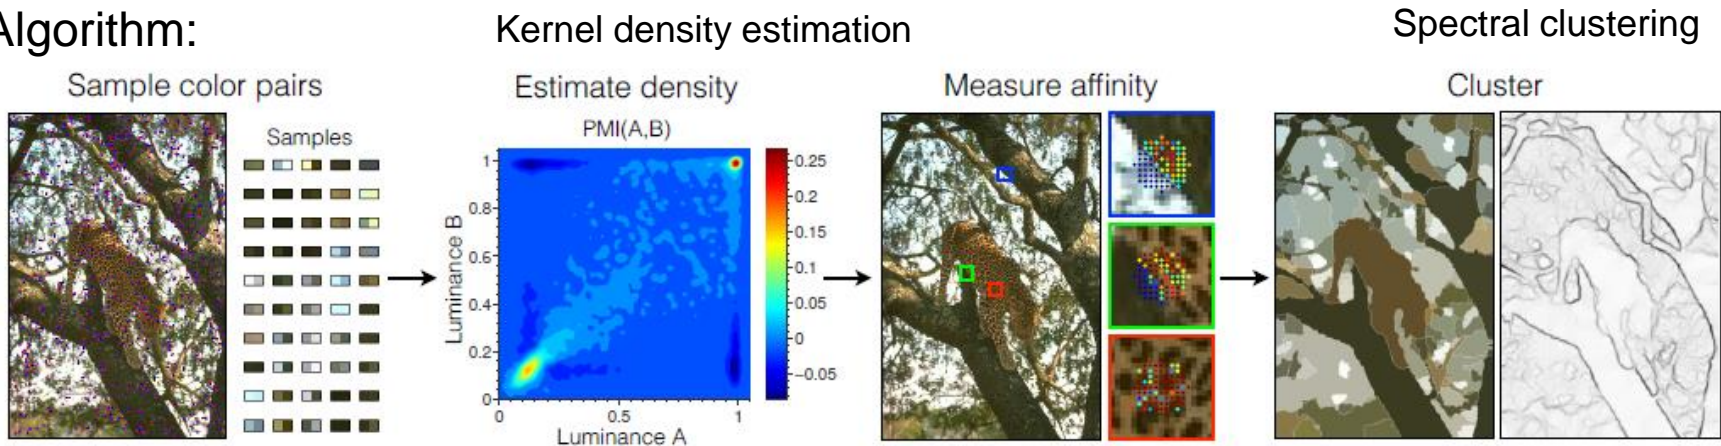 Algorithm:
Kernel density estimation
Spectral clustering
Sample color pairs
Estimate density
Measure affinity
Cluster
Samples
PMI(A,B)
Luminance B
1
0.8
0.6
0.4
0.2
0
0
0.5
1
Luminance A
0.25
0.2
0.15
0.1
0.05
0
−0.05